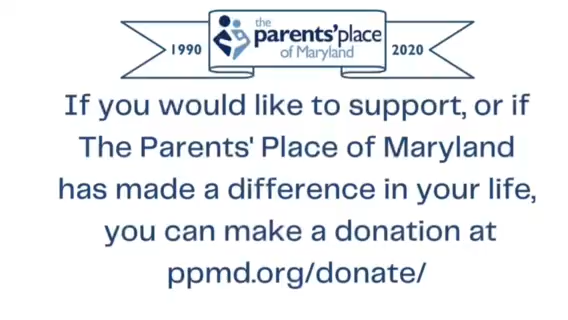 the
1990 parents'place 2020
of Maryland
If you would like to support, or if
The Parents' Place of Maryland
has made a difference in your life,
you can make a donation at
ppmd.org/donate/